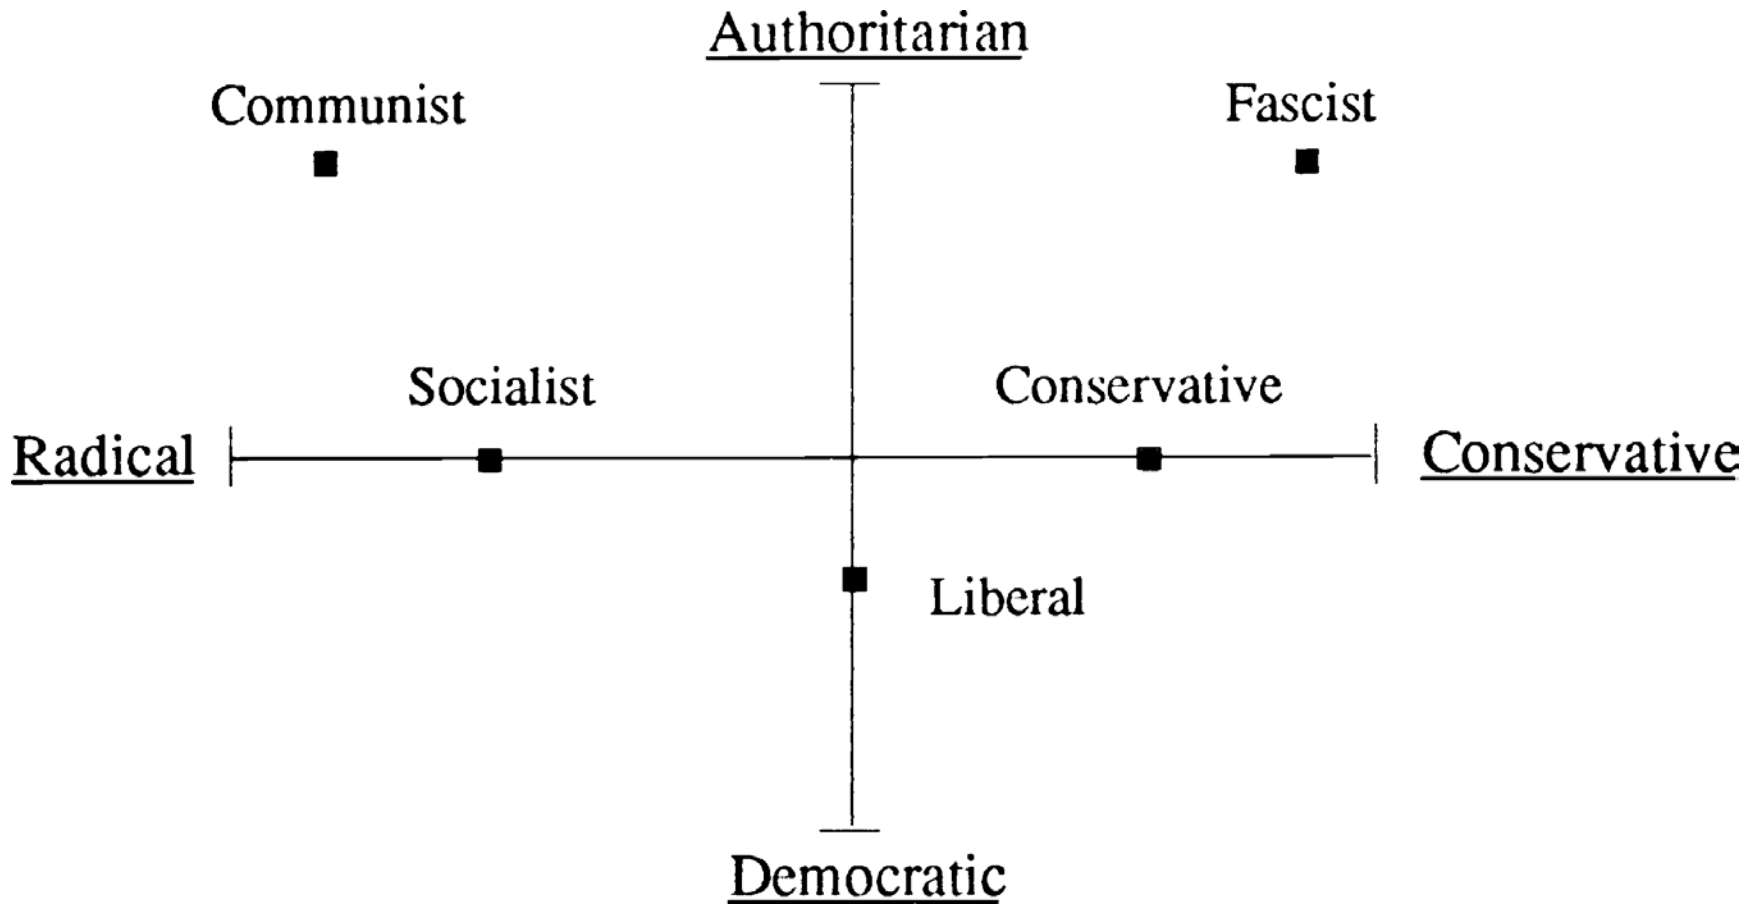 Authoritarian
Communist
Fascist
Socialist
Conservative
Radical
Conservative
Liberal
Democratic